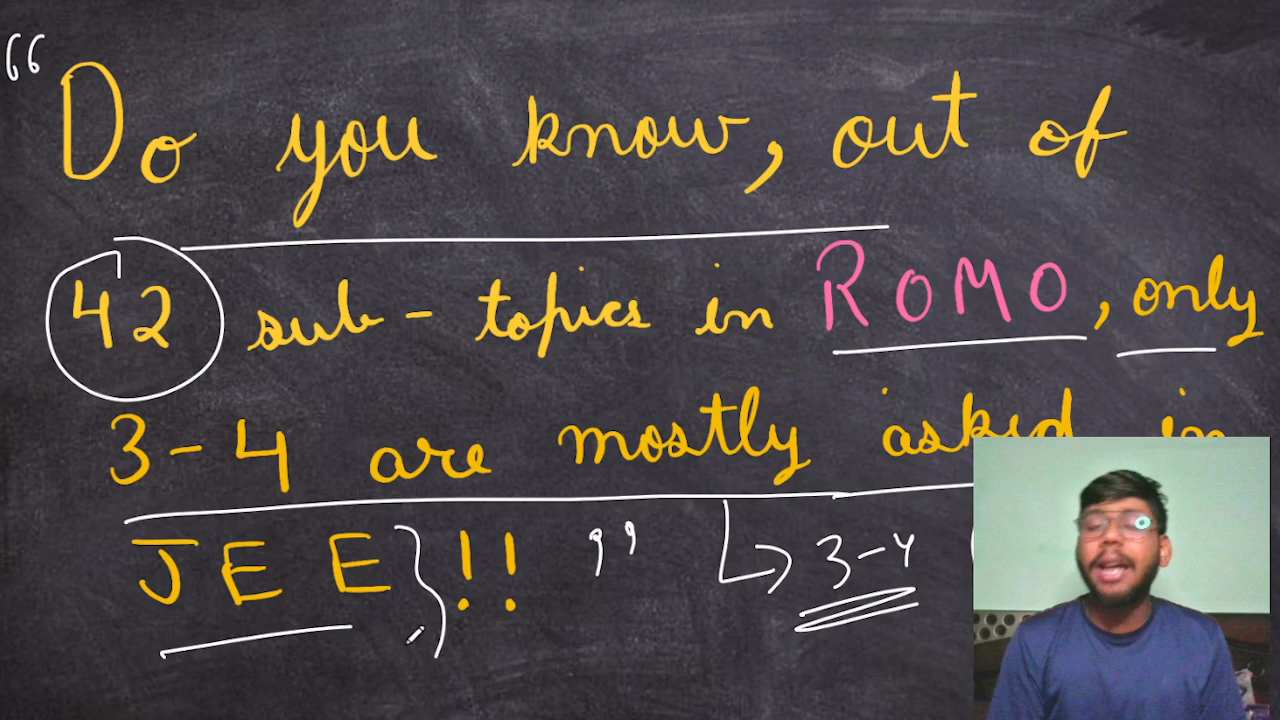 “Do you know, out of
42 sub-topics in ROMO, only
3-4 are mostly asked in
JEE}!!” ↳ 3-4